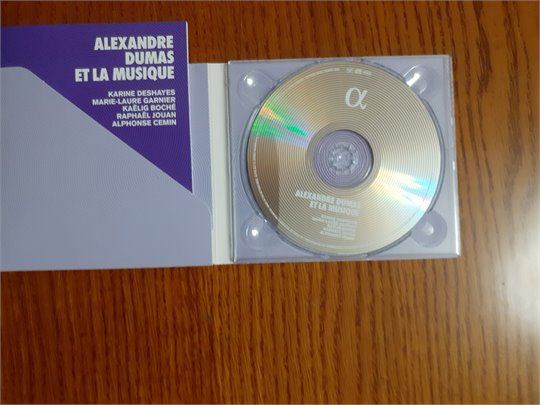 ALEXANDRE
DUMAS
ET LA MUSIQUE
KARINE DESHAYES
MARIE-LAURE GARNIER
KAËLIG BOCHÉ
RAPHAËL JOUAN
ALPHONSE CEMIN
α
ALEXANDRE DUMAS
ET LA MUSIQUE